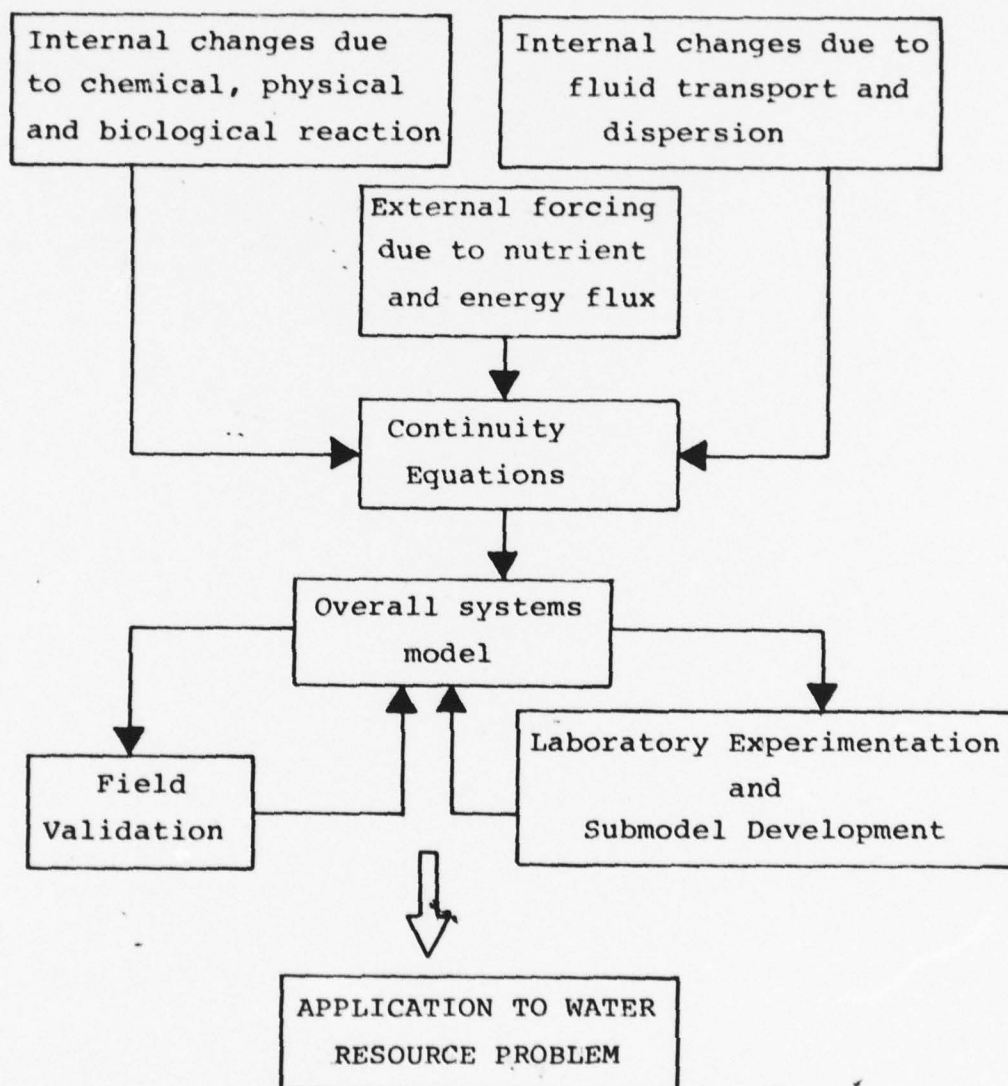 Internal changes due
to chemical, physical
and biological reaction
Internal changes due to
fluid transport and
dispersion
External forcing
due to nutrient
and energy flux
Continuity
Equations
Overall systems
model
Field
Validation
Laboratory Experimentation
and
Submodel Development
APPLICATION TO WATER
RESOURCE PROBLEM